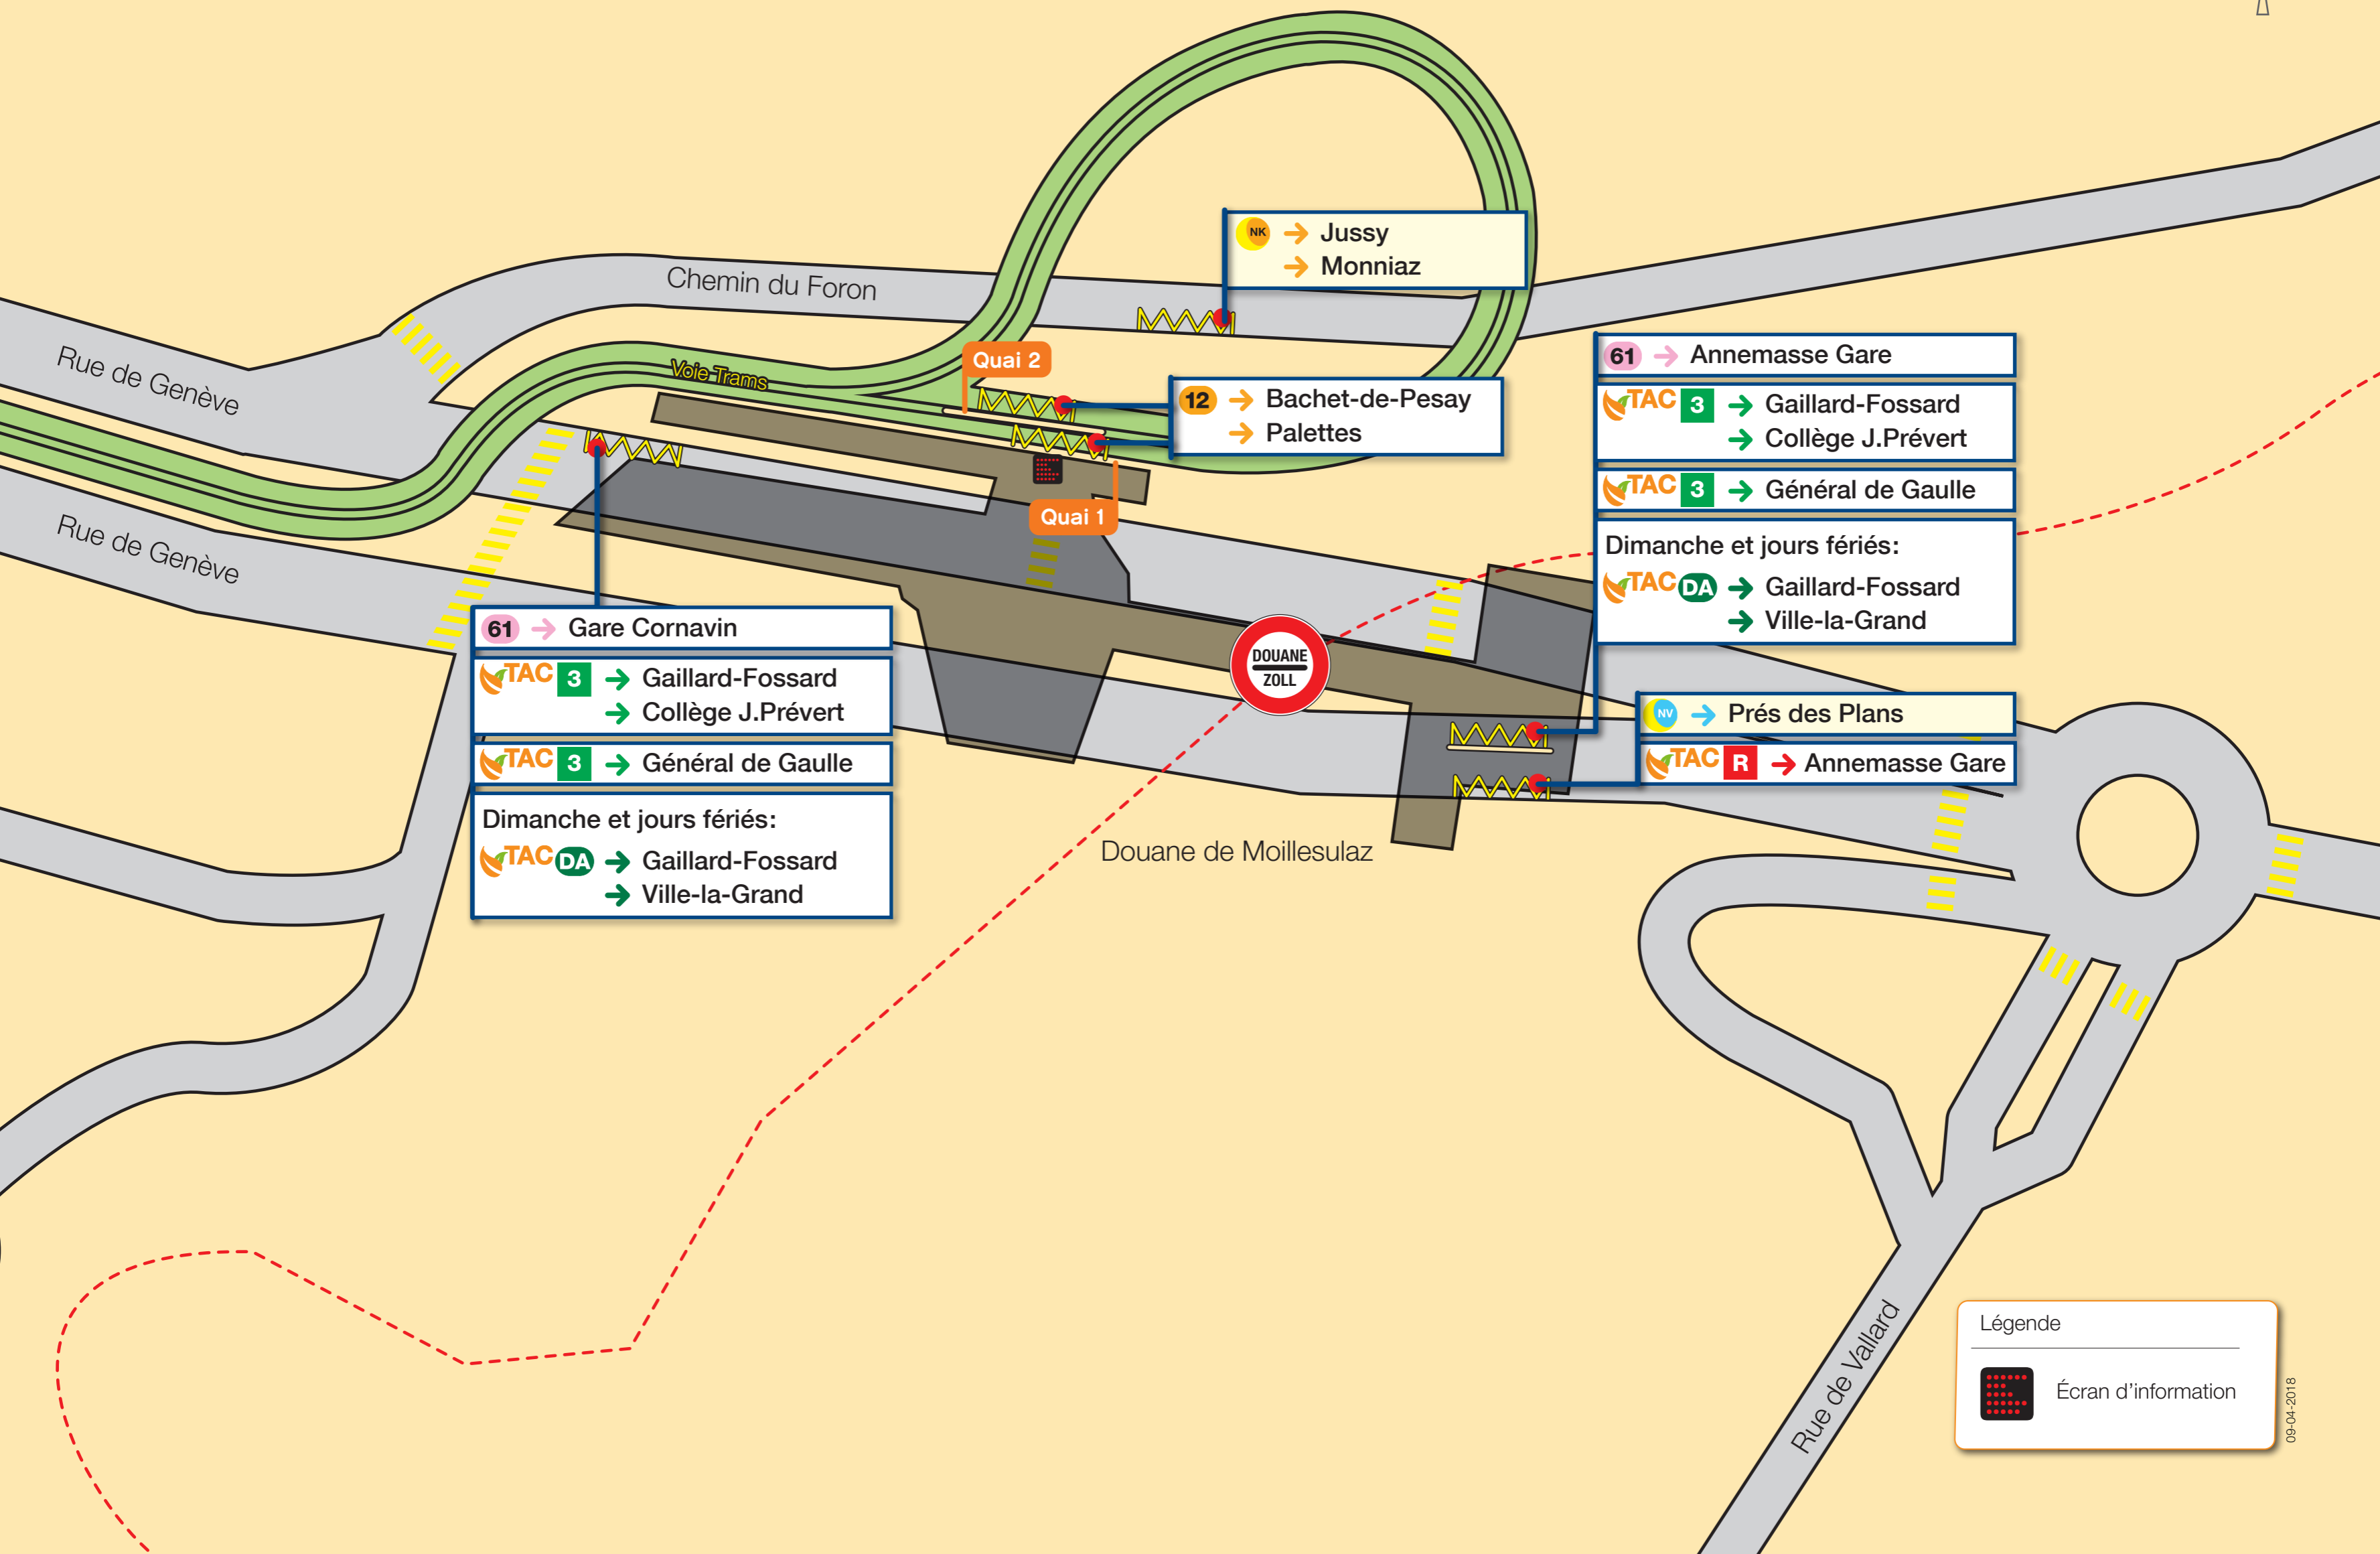 NK → Jussy
→ Monniaz
Chemin du Foron
Rue de Genève
Voie Trams
Quai 2
12 → Bachet-de-Pesay
→ Palettes
Quai 1
Rue de Genève
61 → Annemasse Gare
TAC 3 → Gaillard-Fossard
→ Collège J.Prévert
TAC 3 → Général de Gaulle
Dimanche et jours fériés:
TAC DA → Gaillard-Fossard
→ Ville-la-Grand
61 → Gare Cornavin
TAC 3 → Gaillard-Fossard
→ Collège J.Prévert
TAC 3 → Général de Gaulle
Dimanche et jours fériés:
TAC DA → Gaillard-Fossard
→ Ville-la-Grand
DOUANE
ZOLL
NV → Prés des Plans
TAC R → Annemasse Gare
Douane de Moillesulaz
Rue de Vallard
Légende
Écran d'information
09-04-2018